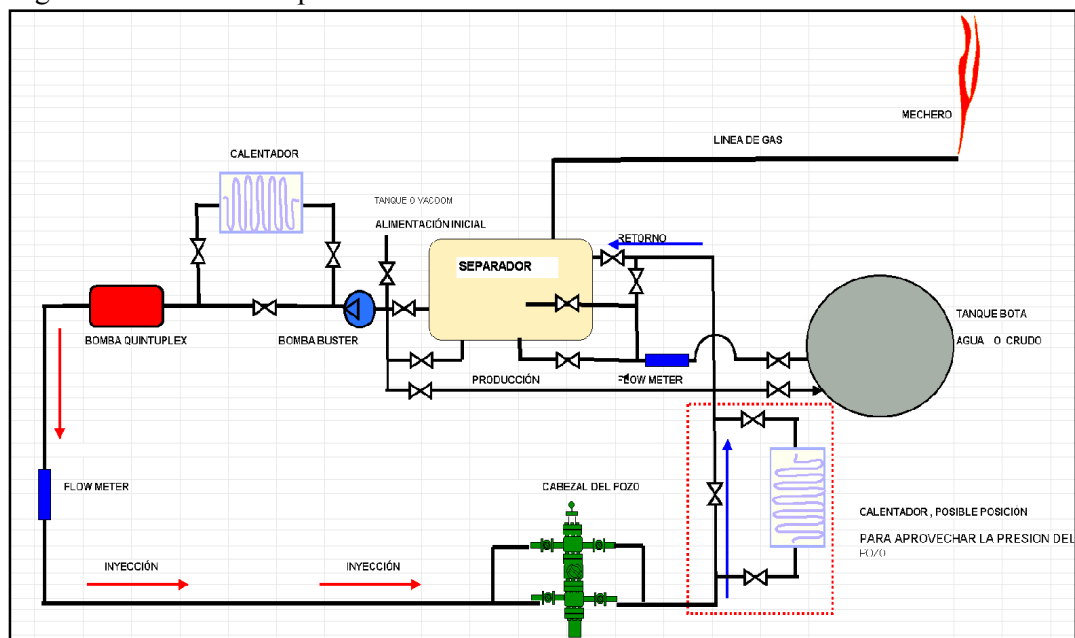 MECHERO
LINEA DE GAS
CALENTADOR
TANQUE O VACOOM
ALIMENTACIÓN INICIAL
RETORNO
SEPARADOR
TANQUE BOTA
AGUA O CRUDO
BOMBA QUINTUPLEX
BOMBA BUSTER
PRODUCCIÓN
FLOW METER
FLOW METER
CABEZAL DEL POZO
CALENTADOR , POSIBLE POSICIÓN
PARA APROVECHAR LA PRESION DEL
POZO
INYECCIÓN
INYECCIÓN